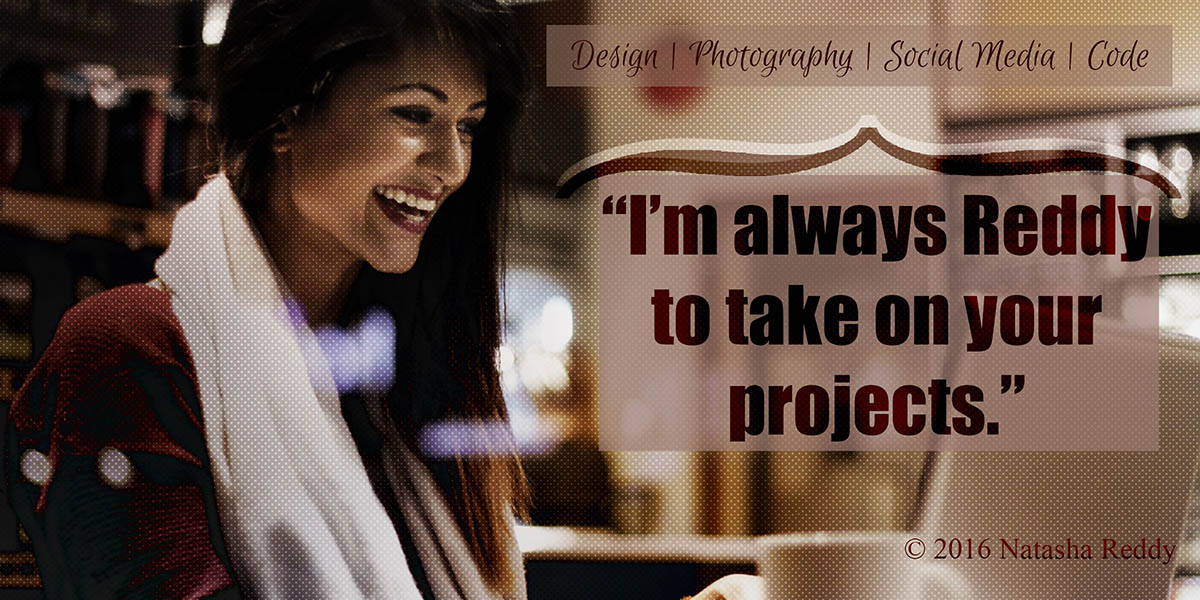 Design | Photography | Social Media | Code
“I’m always Reddy
to take on your
projects.”
© 2016 Natasha Reddy